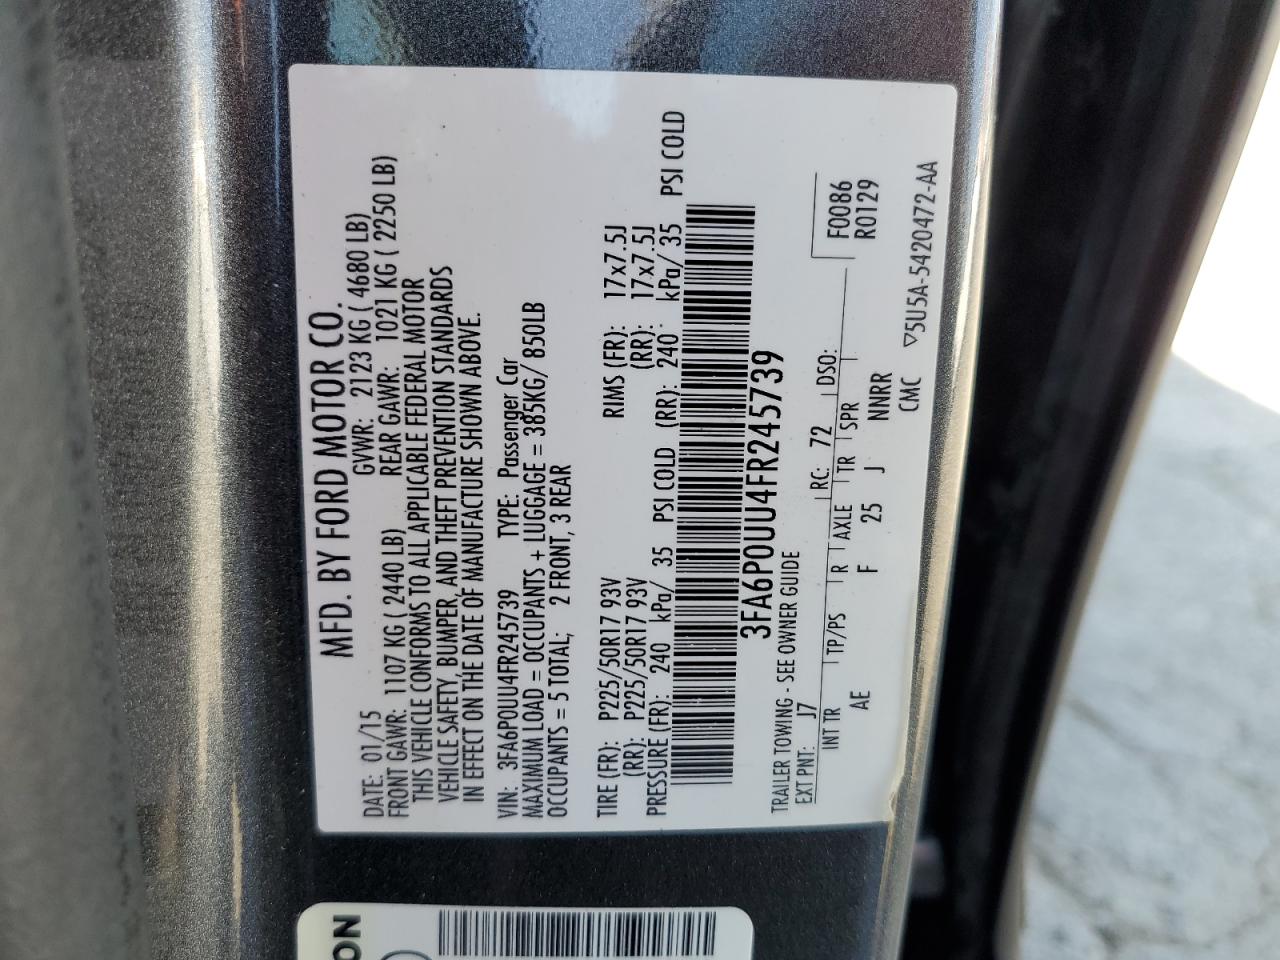 MFD. BY FORD MOTOR CO.
DATE: 01/15 GVWR: 2123 KG ( 4680 LB)
FRONT GAWR: 1107 KG (2440 LB) REAR GAWR: 1021 KG ( 2250 LB)
THIS VEHICLE CONFORMS TO ALL APPLICABLE FEDERAL MOTOR
VEHICLE SAFETY, BUMPER, AND THEFT PREVENTION STANDARDS
IN EFFECT ON THE DATE OF MANUFACTURE SHOWN ABOVE.
VIN: 3FA6P0UU4FR245739 TYPE: Passenger Car
MAXIMUM LOAD = OCCUPANTS + LUGGAGE = 385KG/ 850LB
OCCUPANTS = 5 TOTAL; 2 FRONT, 3 REAR
TIRE (FR): P225/50R17 93V RIMS (FR): 17x7.5J
(RR): P225/50R17 93V (RR): 17x7.5J
PRESSURE (FR): 240 kPa/ 35 PSI COLD (RR): 240 kPa/ 35 PSI COLD
3FA6P0UU4FR245739
TRAILER TOWING - SEE OWNER GUIDE
EXT PNT: J7 RC: 72 DSO: F0086
R0129
INT TR TP/PS R AXLE TR SPR
AE F 25 J NNRR
CMC ▽5U5A-5420472-AA
ON